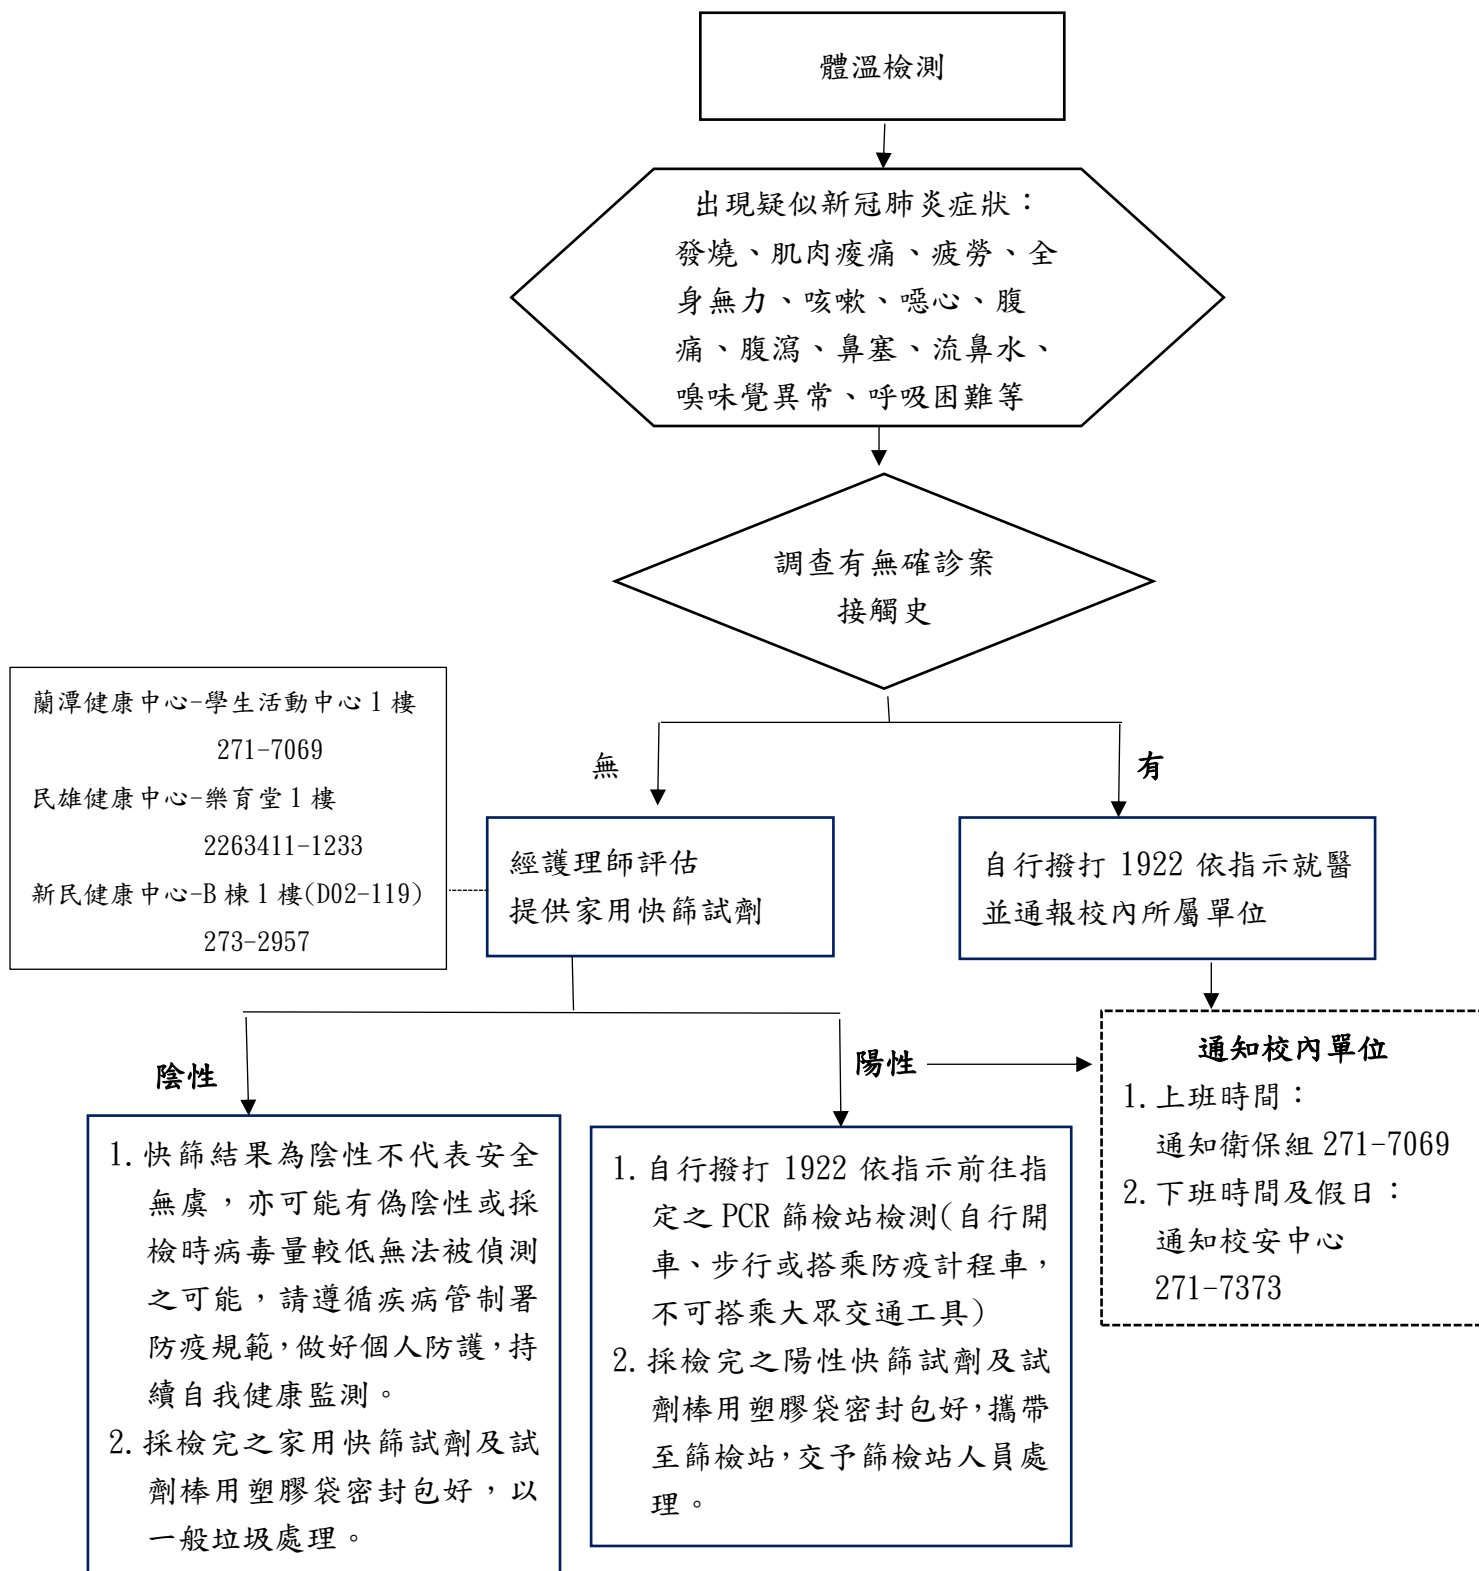 體溫檢測
出現疑似新冠肺炎症狀：
發燒、肌肉痠痛、疲勞、全
身無力、咳嗽、噁心、腹
痛、腹瀉、鼻塞、流鼻水、
嗅味覺異常、呼吸困難等
調查有無確診案
接觸史
蘭潭健康中心-學生活動中心1樓
271-7069
民雄健康中心-樂育堂1樓
2263411-1233
新民健康中心-B棟1樓(D02-119)
273-2957
無
有
經護理師評估
提供家用快篩試劑
自行撥打 1922 依指示就醫
並通報校內所屬單位
陰性
陽性
通知校內單位
1. 上班時間：
通知衛保組 271-7069
2. 下班時間及假日：
通知校安中心
271-7373
1. 快篩結果為陰性不代表安全
無虞，亦可能有偽陰性或採
檢時病毒量較低無法被偵測
之可能，請遵循疾病管制署
防疫規範，做好個人防護，持
續自我健康監測。
2. 採檢完之家用快篩試劑及試
劑棒用塑膠袋密封包好，以
一般垃圾處理。
1. 自行撥打 1922 依指示前往指
定之 PCR 篩檢站檢測(自行開
車、步行或搭乘防疫計程車，
不可搭乘大眾交通工具)
2. 採檢完之陽性快篩試劑及試
劑棒用塑膠袋密封包好，攜帶
至篩檢站，交予篩檢站人員處
理。